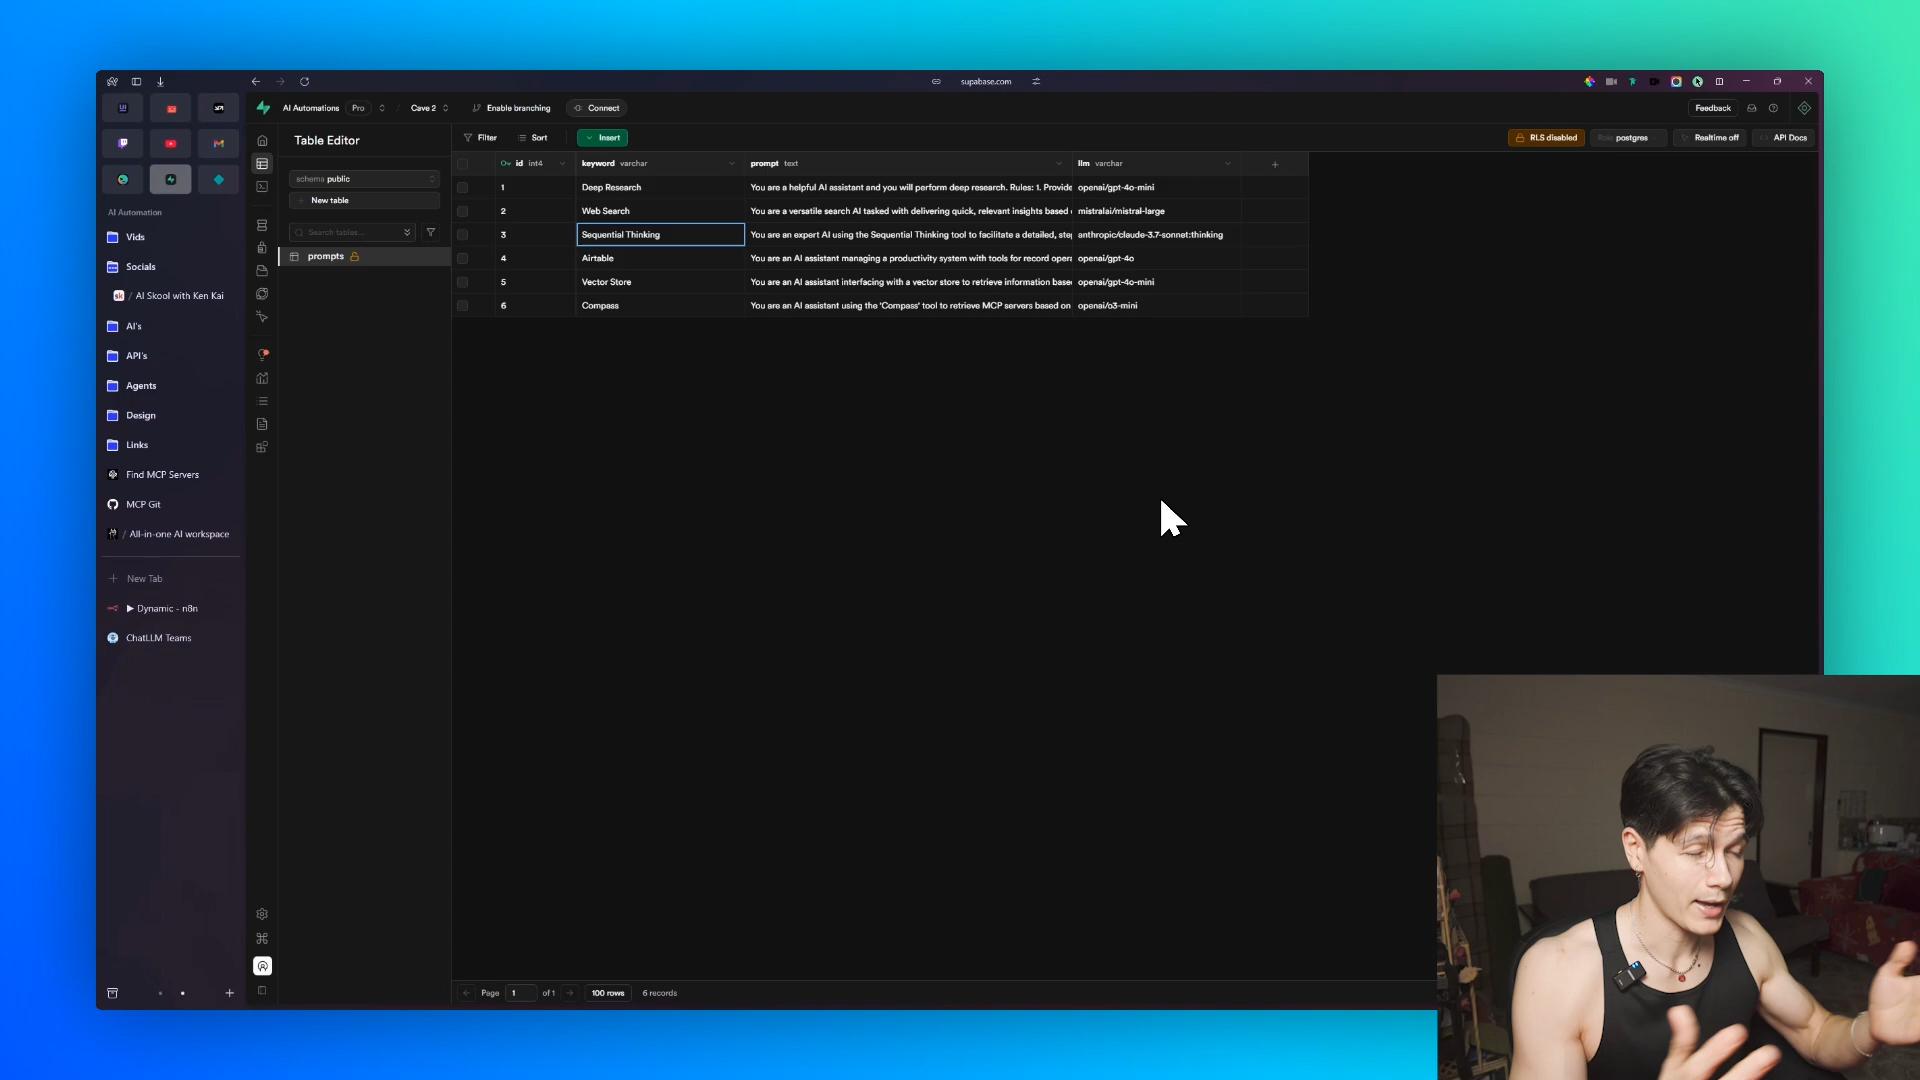 supabase.com
AI Automations Pro / Cave 2 Enable branching Connect
Feedback
Table Editor
Filter Sort Insert
RLS disabled Role postgres Realtime off API Docs
schema public
New table
Search tables...
prompts
id int4 keyword varchar prompt text llm varchar
1 Deep Research You are a helpful AI assistant and you will perform deep research. Rules: 1. Provide openai/gpt-4o-mini
2 Web Search You are a versatile search AI tasked with delivering quick, relevant insights based mistralai/mistral-large
3 Sequential Thinking You are an expert AI using the Sequential Thinking tool to facilitate a detailed, step anthropic/claude-3.7-sonnet:thinking
4 Airtable You are an AI assistant managing a productivity system with tools for record opera openai/gpt-4o
5 Vector Store You are an AI assistant interfacing with a vector store to retrieve information base openai/gpt-4o-mini
6 Compass You are an AI assistant using the 'Compass' tool to retrieve MCP servers based on openai/o3-mini
AI Automation
Vids
Socials
/ AI Skool with Ken Kai
AI's
API's
Agents
Design
Links
Find MCP Servers
MCP Git
/ All-in-one AI workspace
New Tab
Dynamic - n8n
ChatLLM Teams
Page 1 of 1 100 rows 6 records